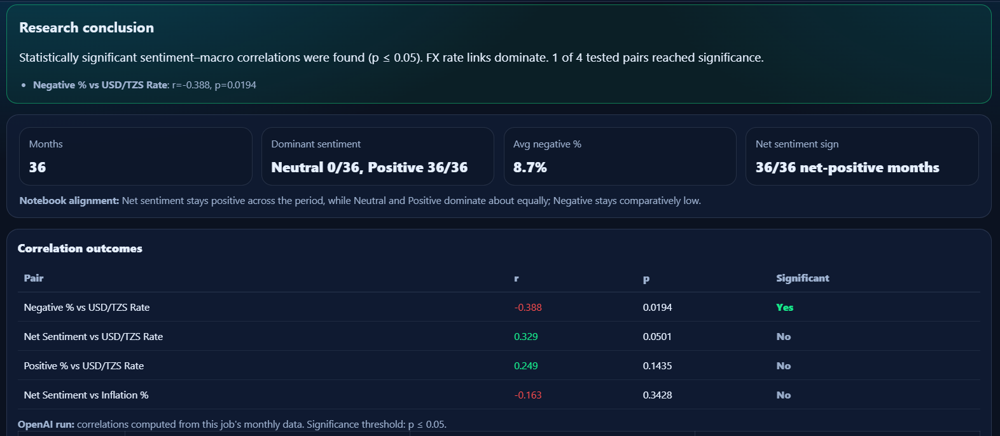 Research conclusion
Statistically significant sentiment–macro correlations were found (p ≤ 0.05). FX rate links dominate. 1 of 4 tested pairs reached significance.
• Negative % vs USD/TZS Rate: r=-0.388, p=0.0194
Months
36
Dominant sentiment
Neutral 0/36, Positive 36/36
Avg negative %
8.7%
Net sentiment sign
36/36 net-positive months
Notebook alignment: Net sentiment stays positive across the period, while Neutral and Positive dominate about equally; Negative stays comparatively low.
Correlation outcomes
Pair r p Significant
Negative % vs USD/TZS Rate -0.388 0.0194 Yes
Net Sentiment vs USD/TZS Rate 0.329 0.0501 No
Positive % vs USD/TZS Rate 0.249 0.1435 No
Net Sentiment vs Inflation % -0.163 0.3428 No
OpenAI run: correlations computed from this job's monthly data. Significance threshold: p ≤ 0.05.